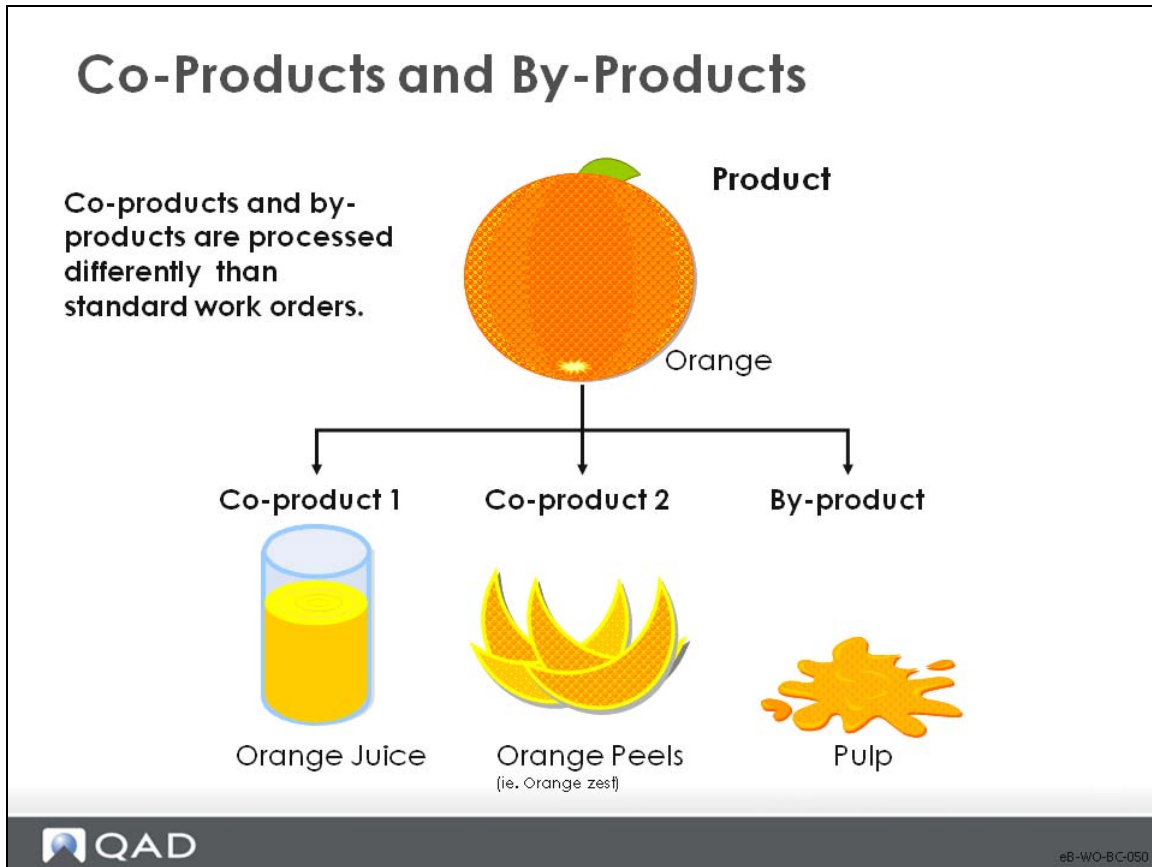 Co-Products and By-Products
Product
Co-products and by-
products are processed
differently than
standard work orders.
Orange
Co-product 1
Co-product 2
By-product
Orange Juice
Orange Peels
(ie. Orange zest)
Pulp
QAD
eB-WO-BC-050